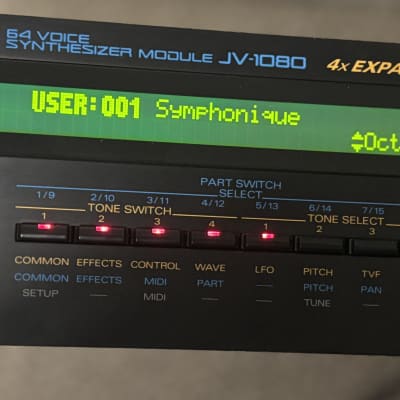 64 VOICE
SYNTHESIZER MODULE JV-1080 4x EXPA
USER:001 Symphonique
Oct
PART SWITCH
SELECT
1/9 2/10 3/11 4/12 5/13 6/14 7/15
TONE SWITCH TONE SELECT
1 2 3 4 1 2 3
COMMON EFFECTS CONTROL WAVE LFO PITCH TVF
COMMON EFFECTS MIDI PART — PITCH PAN
SETUP — MIDI — — TUNE —